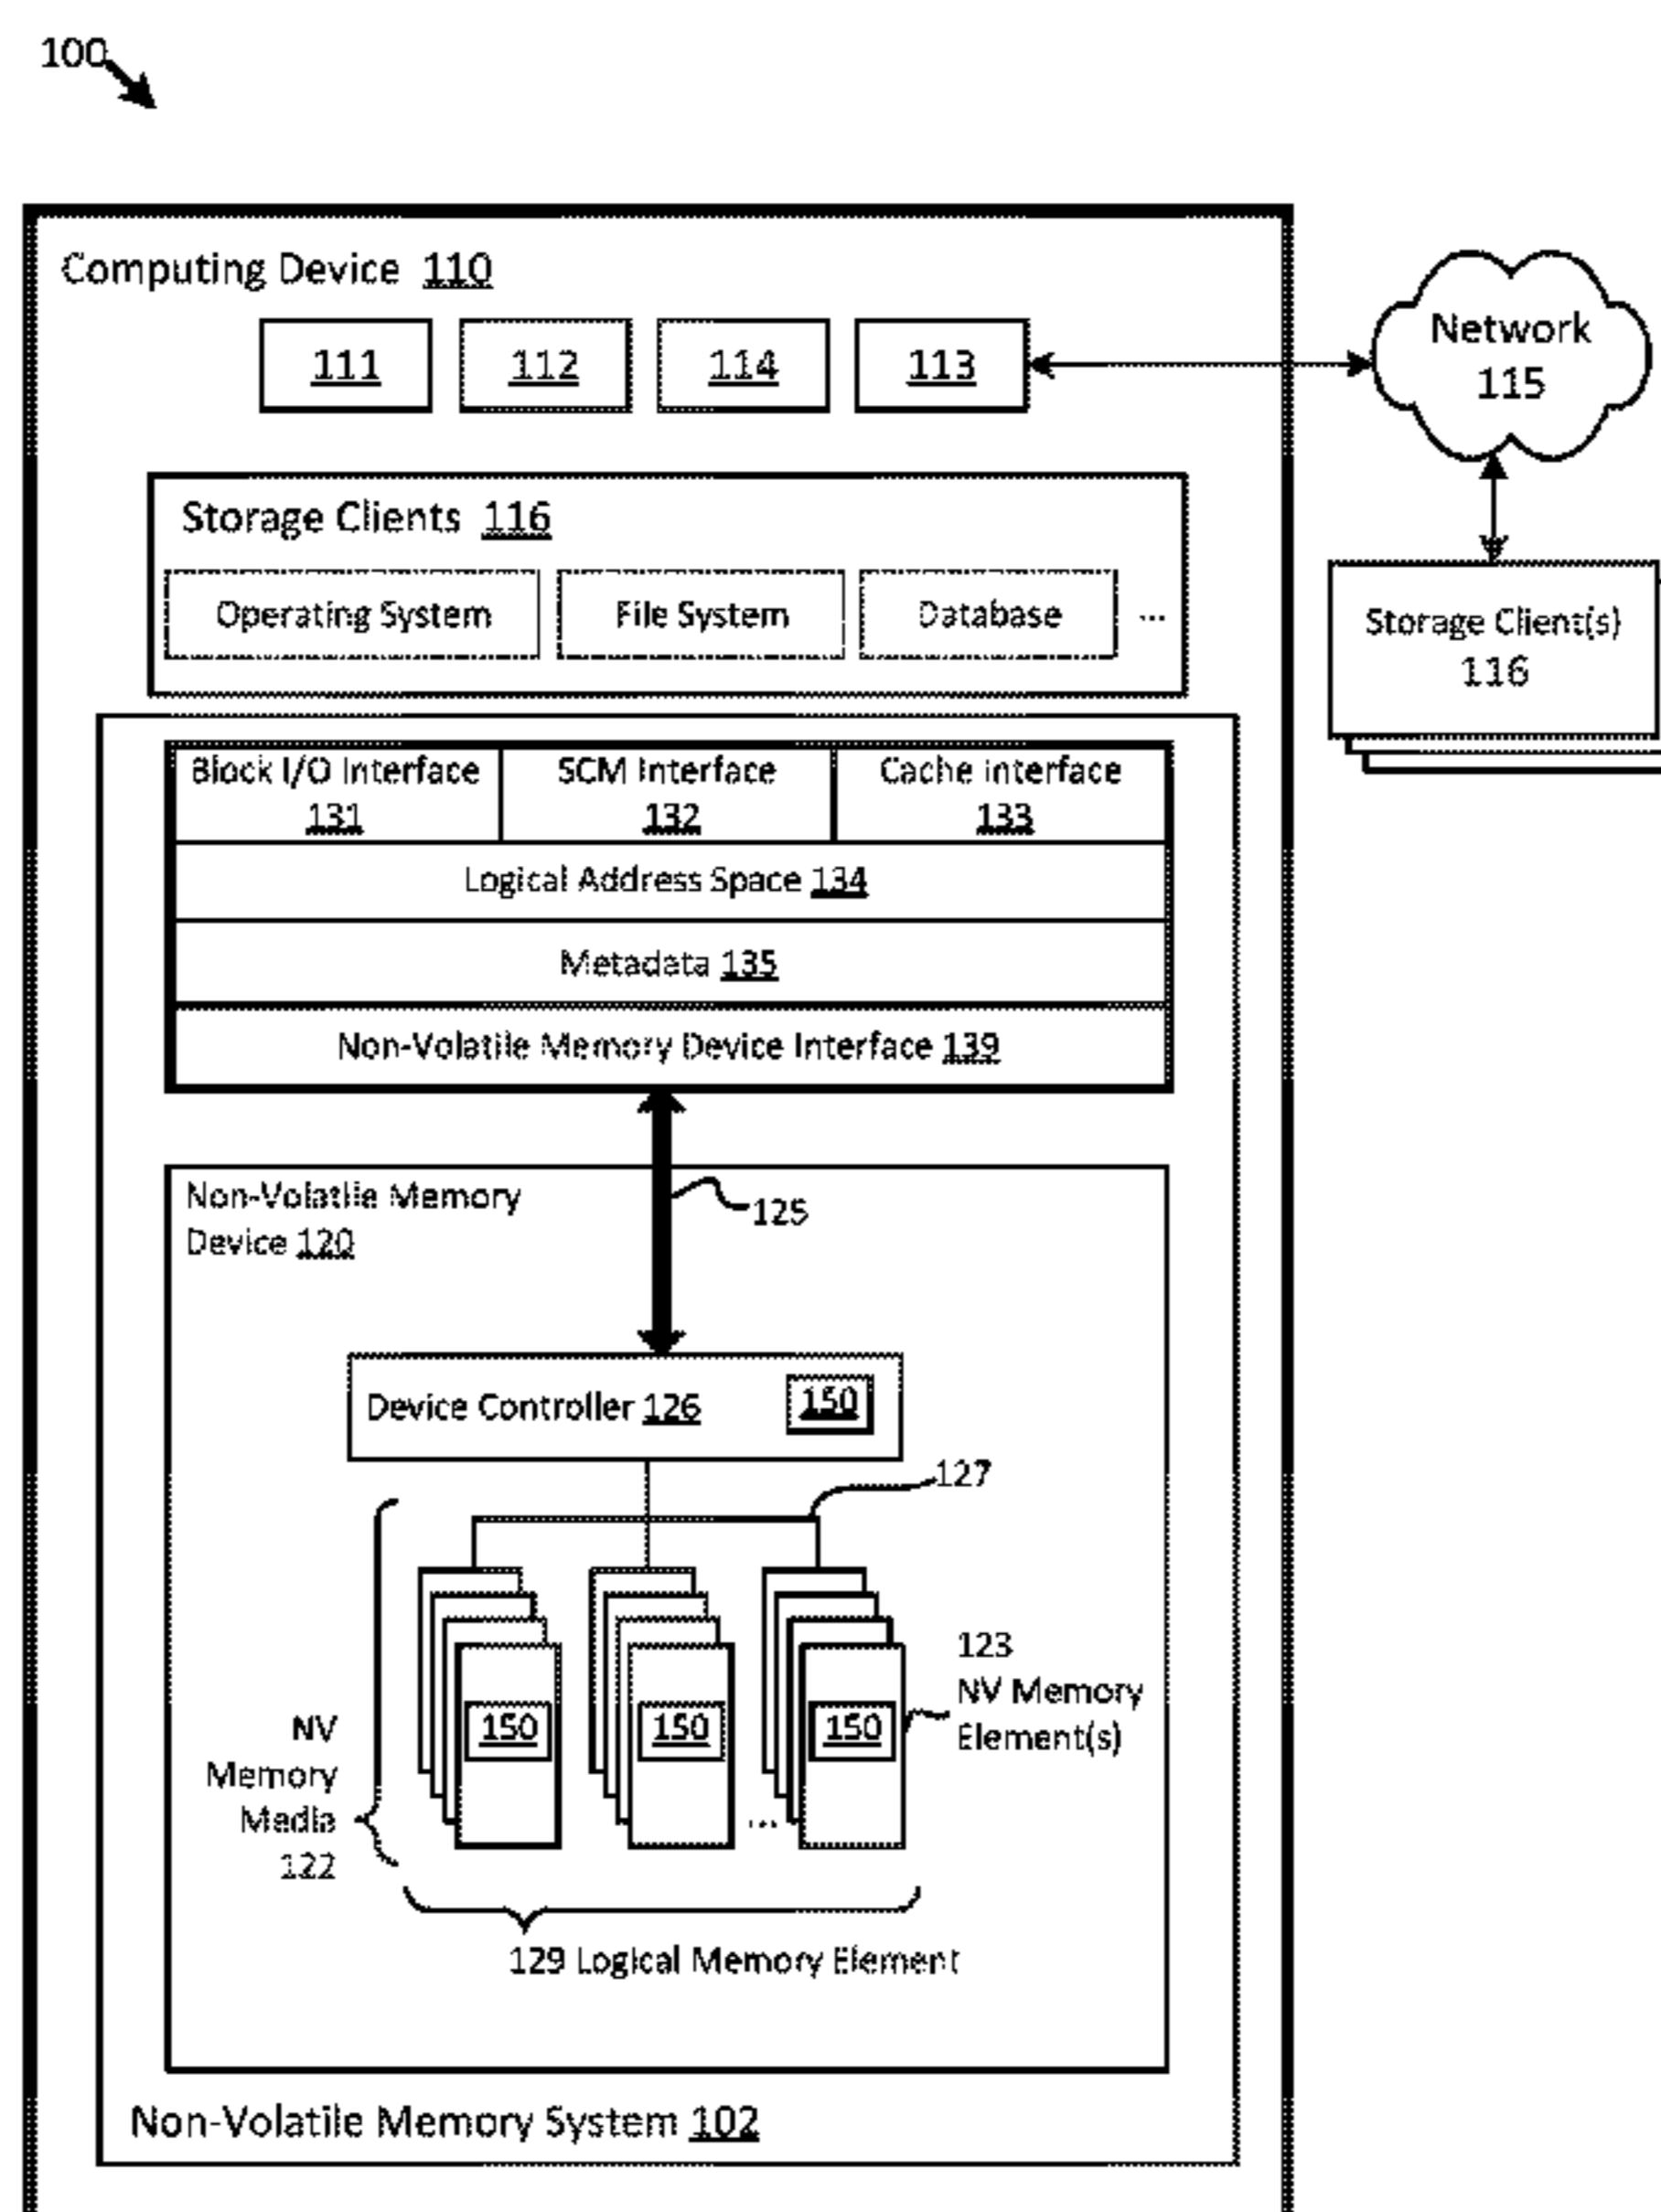 100
Computing Device 110
111 112 114 113
Network
115
Storage Clients 116
Operating System File System Database ...
Storage Client(s)
116
Block I/O Interface SCM Interface Cache Interface
131 132 133
Logical Address Space 134
Metadata 135
Non-Volatile Memory Device Interface 139
Non-Volatile Memory
Device 120
125
Device Controller 126 150
127
123
NV Memory
Element(s)
150 150 ... 150
NV
Memory
Media
122
129 Logical Memory Element
Non-Volatile Memory System 102